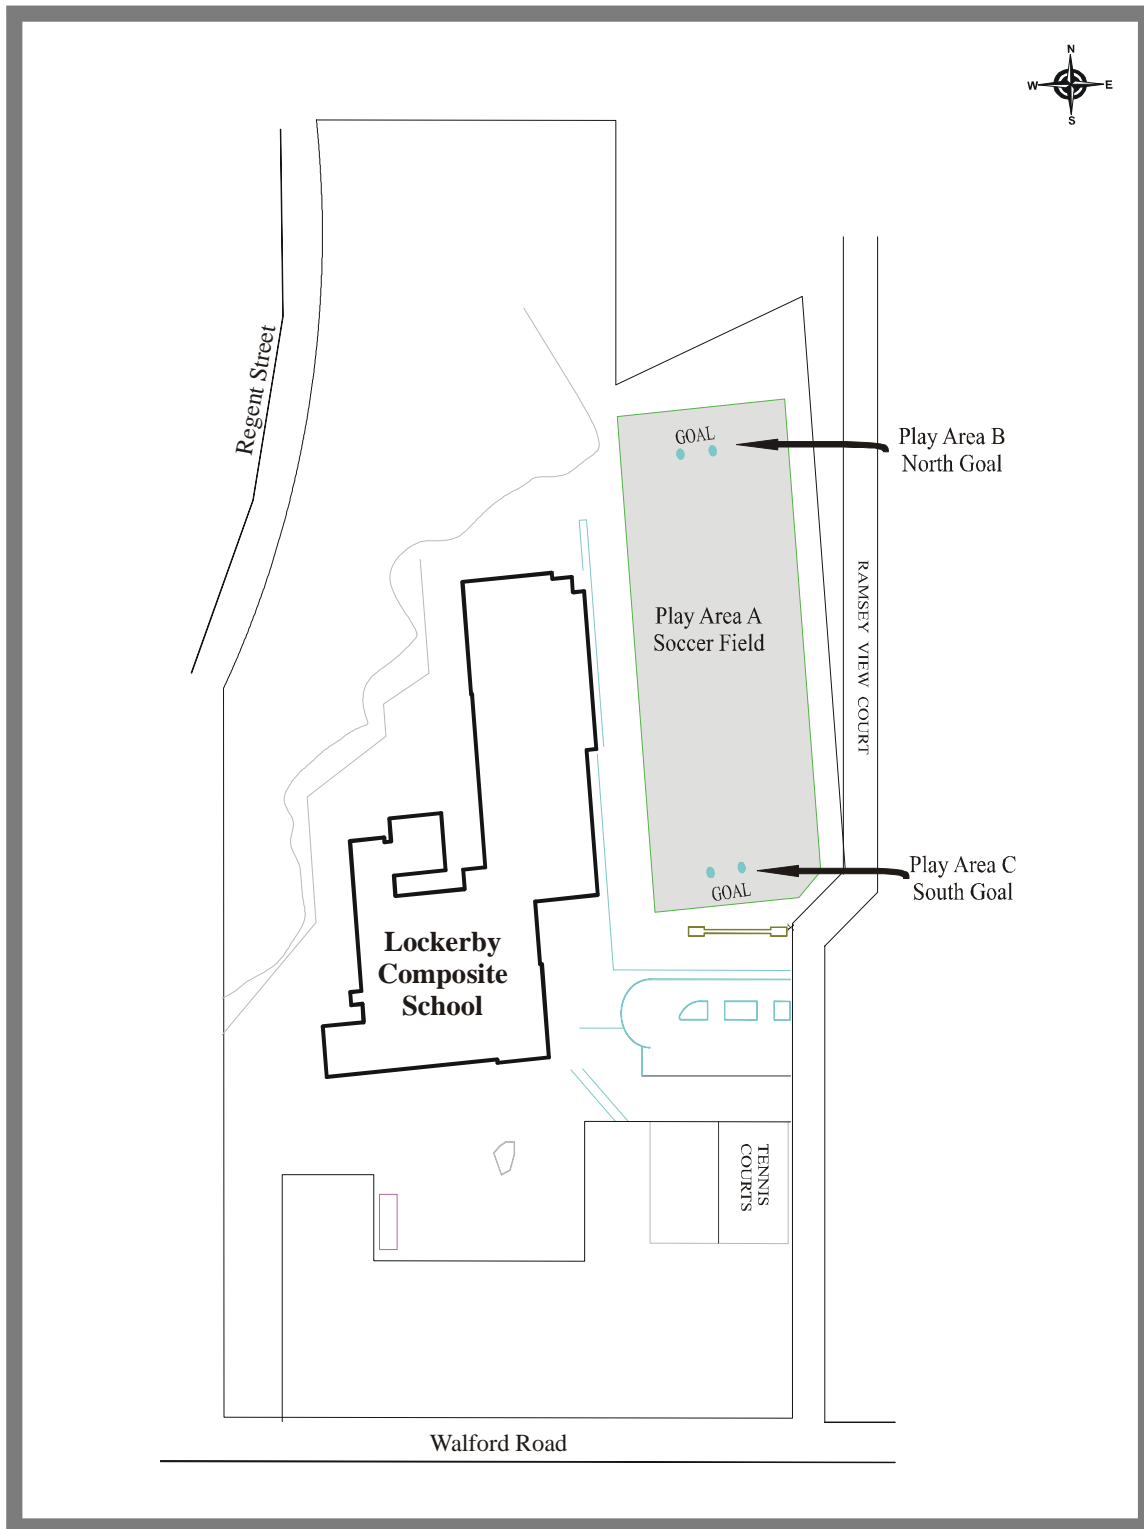 N
W E
S
Regent Street
GOAL
Play Area B
North Goal
Play Area A
Soccer Field
RAMSEY VIEW COURT
Play Area C
South Goal
GOAL
Lockerby
Composite
School
TENNIS
COURTS
Walford Road